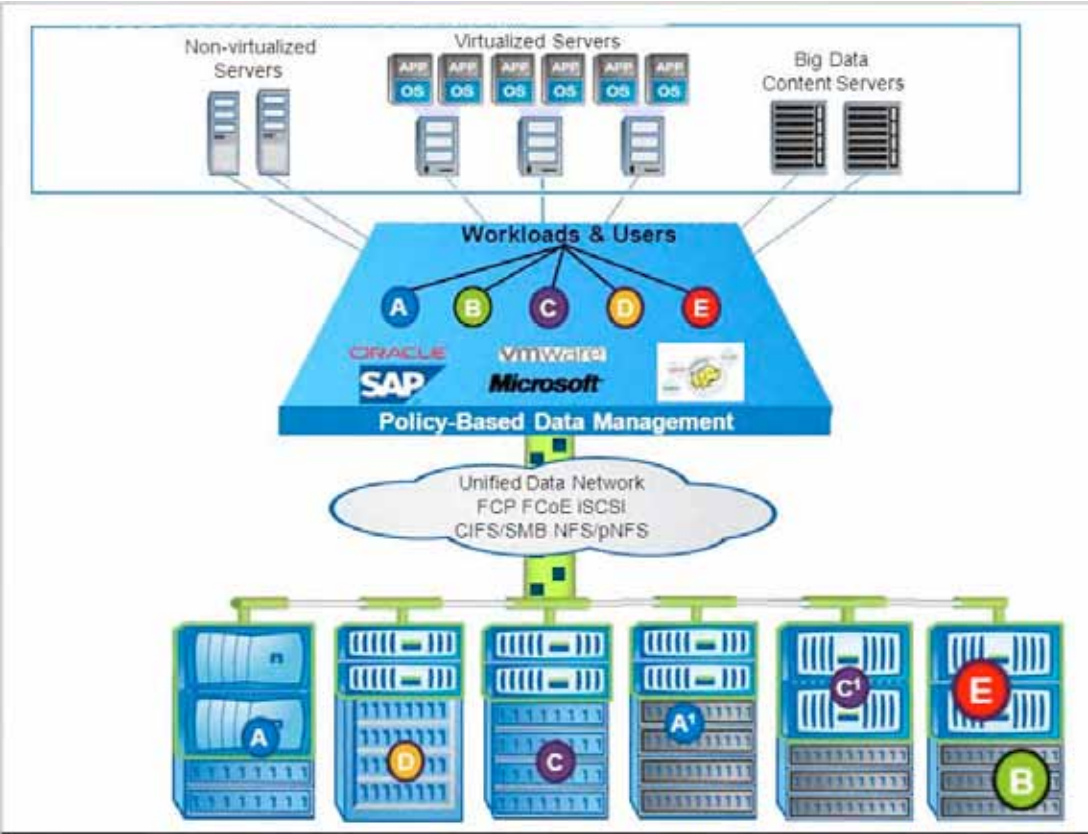 Non-virtualized
Servers
Virtualized Servers
Big Data
Content Servers
APP APP APP APP APP APP
OS OS OS OS OS OS
Workloads & Users
A B C D E
ORACLE
vmware
SAP
Microsoft
Policy-Based Data Management
Unified Data Network
FCP FCoE iSCSI
CIFS/SMB NFS/pNFS
A
D
C
A¹
C¹
E
B